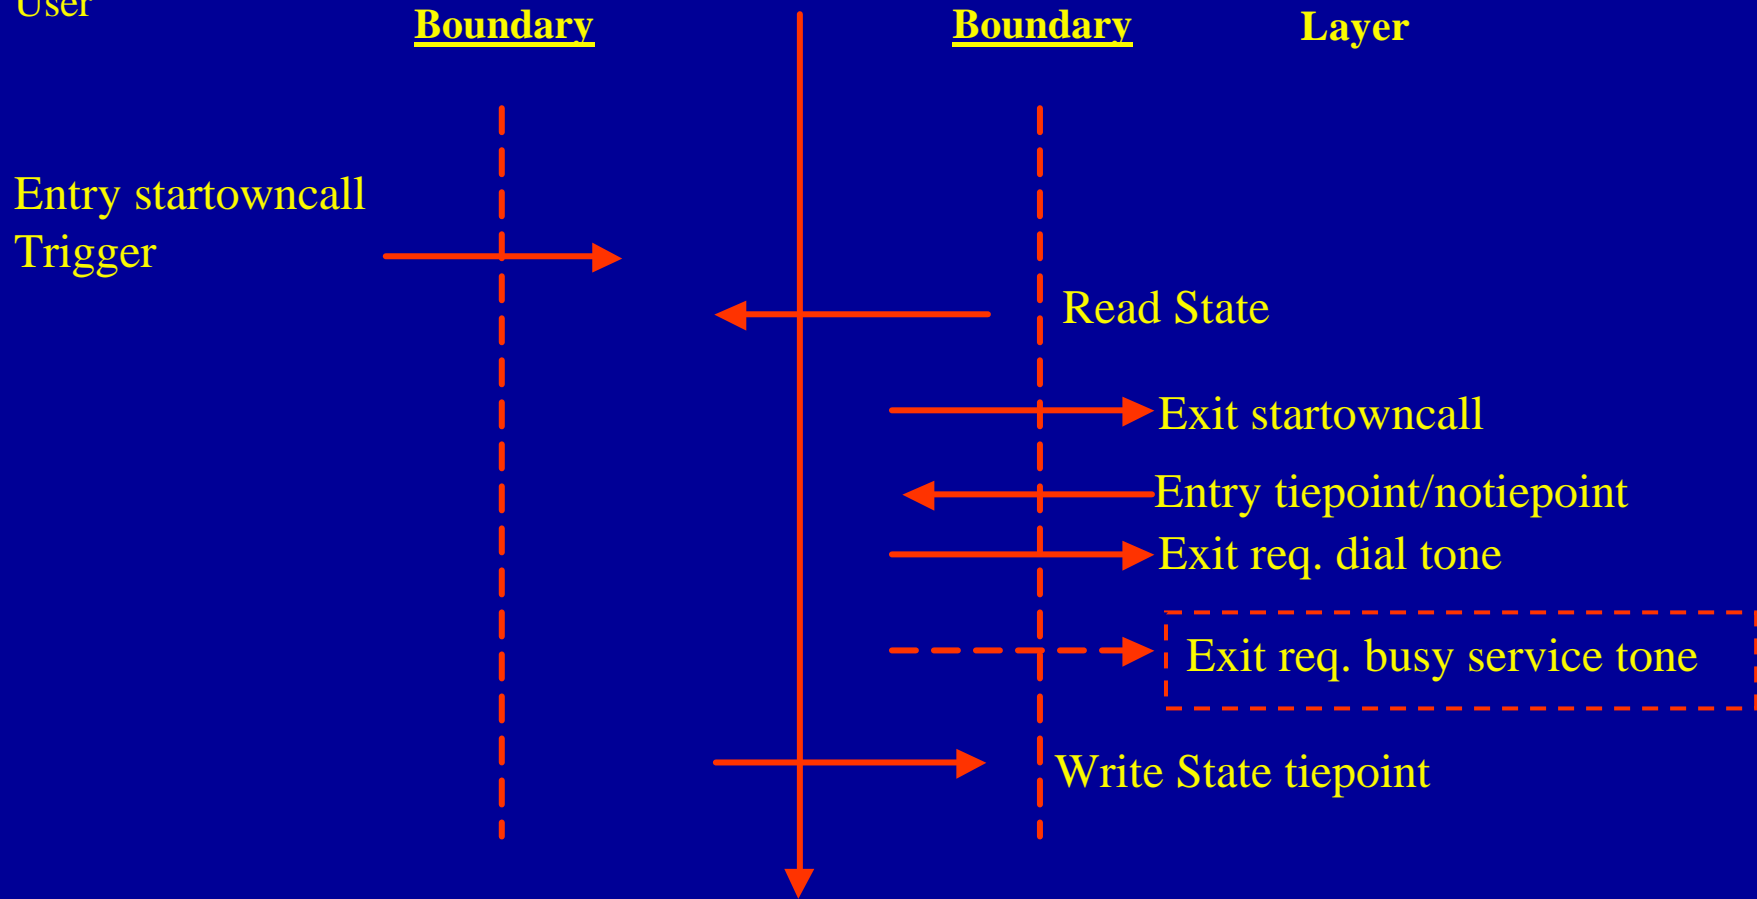 User
Boundary
Boundary
Layer
Entry startowncall
Trigger
Read State
Exit startowncall
Entry tiepoint/notiepoint
Exit req. dial tone
Exit req. busy service tone
Write State tiepoint